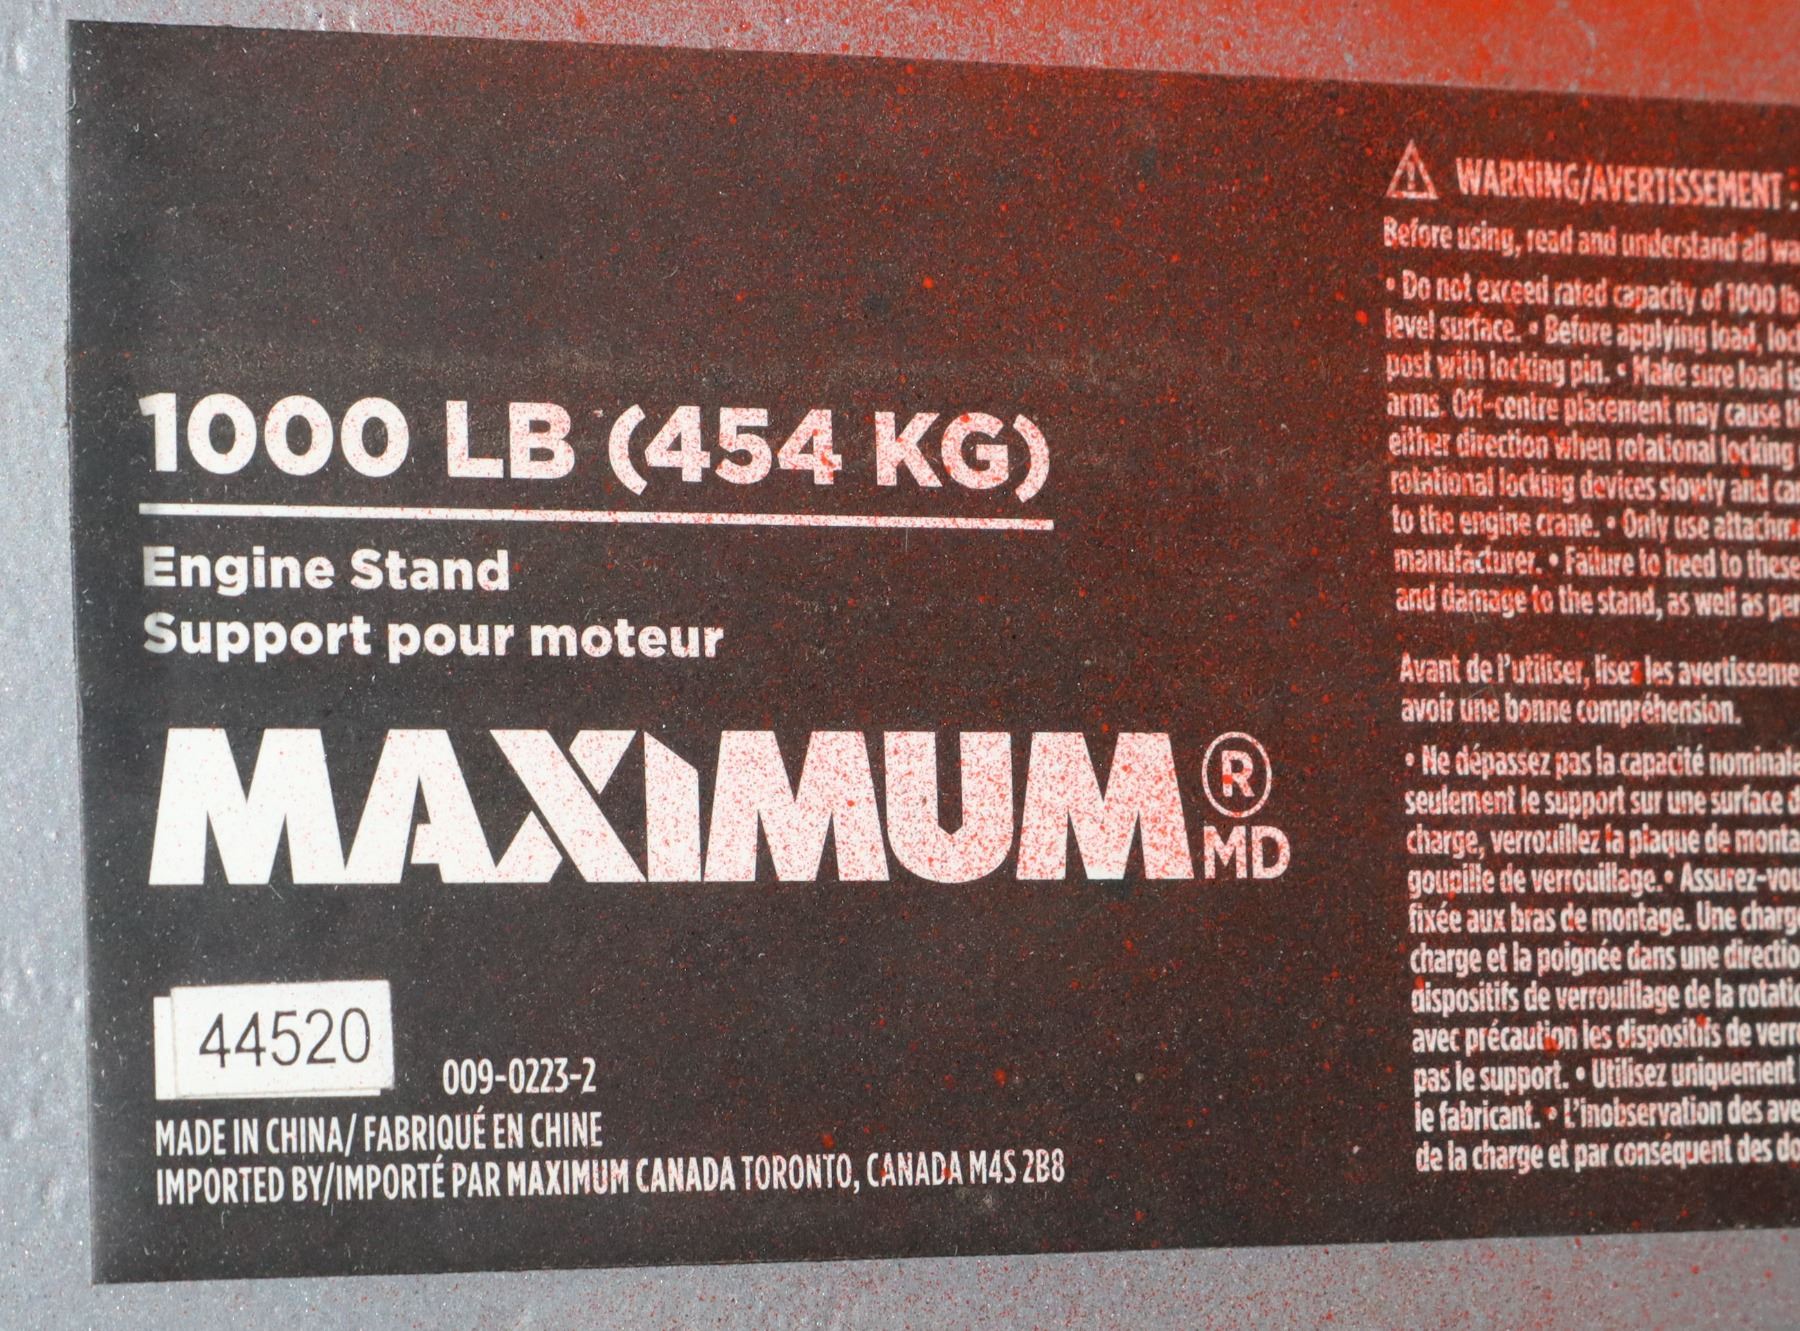 1000 LB (454 KG)
Engine Stand
Support pour moteur
MAXIMUM®
MD
44520
009-0223-2
MADE IN CHINA/ FABRIQUÉ EN CHINE
IMPORTED BY/IMPORTÉ PAR MAXIMUM CANADA TORONTO, CANADA M4S 2B8
⚠ WARNING/AVERTISSEMENT :
Before using, read and understand all
• Do not exceed rated capacity of 1000
level surface. • Before applying load,
post with locking pin. • Make sure load
arms. Off-centre placement may cause
either direction when rotational locking
rotational locking devices slowly and
to the engine crane. • Only use
manufacturer. • Failure to heed to these
and damage to the stand, as well as
Avant de l'utiliser, lisez les
avoir une bonne compréhension.
• Ne dépassez pas la capacité nominale
seulement le support sur une surface
charge, verrouillez la plaque de
goupille de verrouillage.• Assurez-
fixée aux bras de montage. Une charge
charge et la poignée dans une
dispositifs de verrouillage de la
avec précaution les dispositifs de
pas le support. • Utilisez uniquement
le fabricant. • L'inobservation des
de la charge et par conséquent des